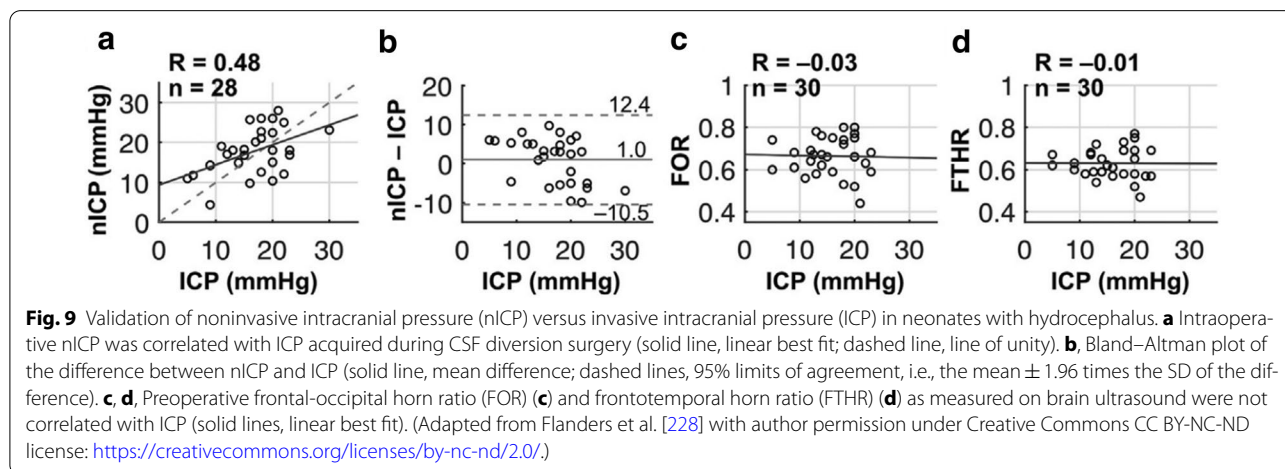 a
R = 0.48
n = 28
nICP (mmHg)
30
20
10
0
0 10 20 30
ICP (mmHg)
b
nICP – ICP
20
10
0
-10
12.4
1.0
–10.5
0 10 20 30
ICP (mmHg)
c
R = –0.03
n = 30
FOR
1
0.8
0.6
0.4
0 10 20 30
ICP (mmHg)
d
R = –0.01
n = 30
FTHR
1
0.8
0.6
0.4
0 10 20 30
ICP (mmHg)
Fig. 9 Validation of noninvasive intracranial pressure (nICP) versus invasive intracranial pressure (ICP) in neonates with hydrocephalus. a Intraopera-
tive nICP was correlated with ICP acquired during CSF diversion surgery (solid line, linear best fit; dashed line, line of unity). b, Bland–Altman plot of
the difference between nICP and ICP (solid line, mean difference; dashed lines, 95% limits of agreement, i.e., the mean ± 1.96 times the SD of the dif-
ference). c, d, Preoperative frontal-occipital horn ratio (FOR) (c) and frontotemporal horn ratio (FTHR) (d) as measured on brain ultrasound were not
correlated with ICP (solid lines, linear best fit). (Adapted from Flanders et al. [228] with author permission under Creative Commons CC BY-NC-ND
license: https://creativecommons.org/licenses/by-nc-nd/2.0/.)